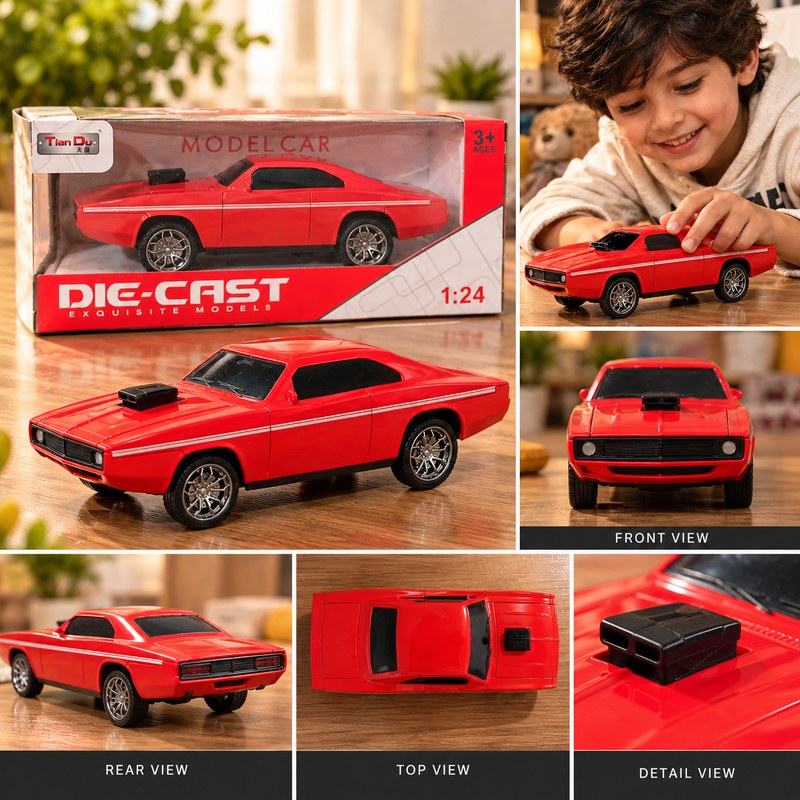 Tian Du
MODEL CAR
3+
AGES
DIE-CAST
EXQUISITE MODELS
1:24
FRONT VIEW
REAR VIEW
TOP VIEW
DETAIL VIEW